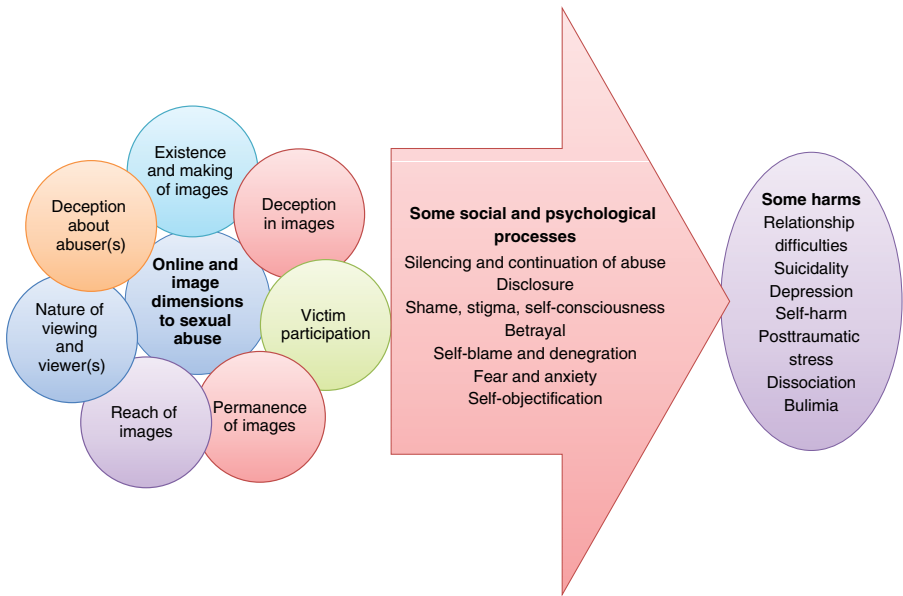 Existence
and making
of images
Deception
in images
Deception
about
abuser(s)
Online and
image
dimensions
to sexual
abuse
Victim
participation
Nature of
viewing
and
viewer(s)
Reach of
images
Permanence
of images
Some social and psychological
processes
Silencing and continuation of abuse
Disclosure
Shame, stigma, self-consciousness
Betrayal
Self-blame and denegration
Fear and anxiety
Self-objectification
Some harms
Relationship
difficulties
Suicidality
Depression
Self-harm
Posttraumatic
stress
Dissociation
Bulimia